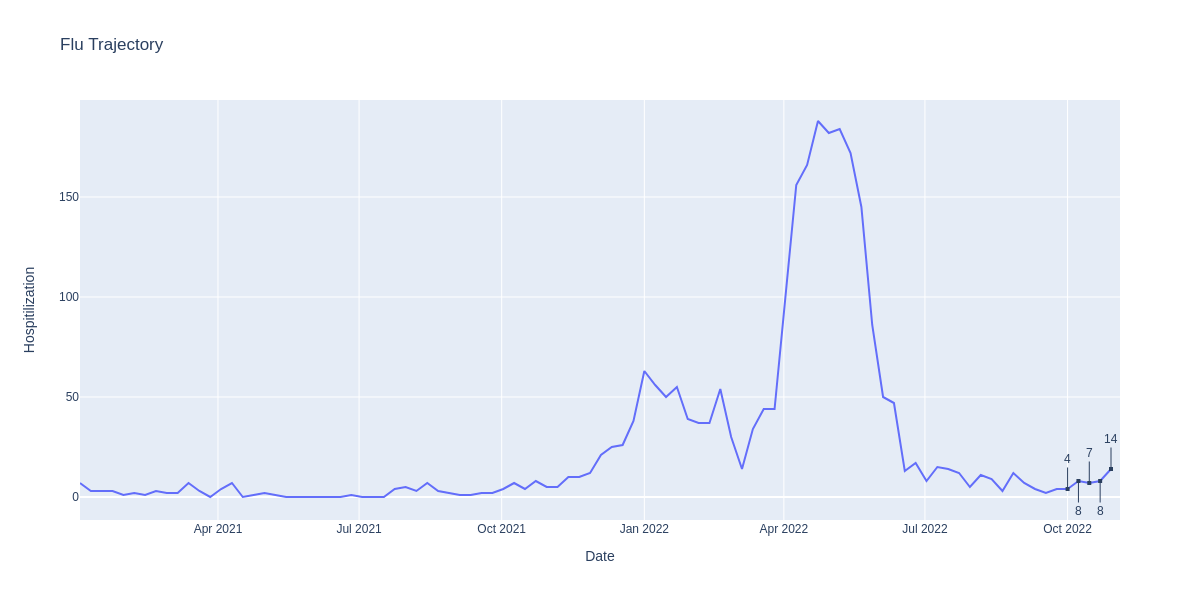 Flu Trajectory
Hospitilization
150
100
50
0
4
8
7
8
14
Apr 2021
Jul 2021
Oct 2021
Jan 2022
Apr 2022
Jul 2022
Oct 2022
Date